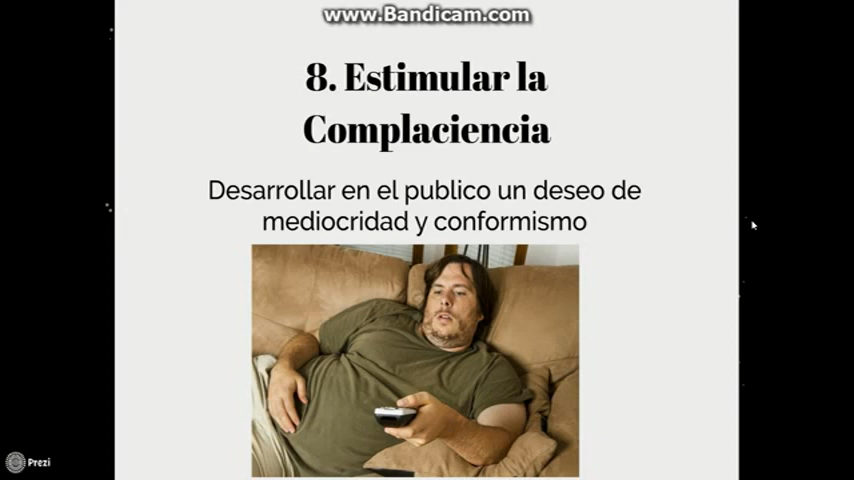 www.Bandicam.com
8. Estimular la
Complaciencia
Desarrollar en el publico un deseo de
mediocridad y conformismo
Prezi